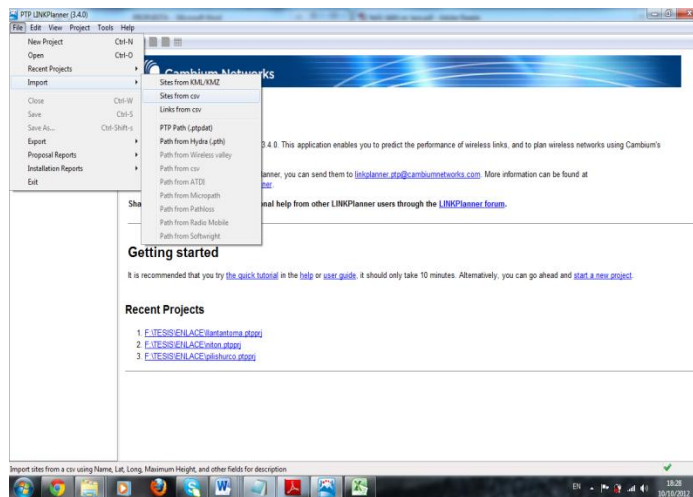 PTP LINKPlanner (3.4.0)
File Edit View Project Tools Help
New Project Ctrl-N
Open Ctrl-O
Recent Projects
Import
Close Ctrl-W
Save Ctrl-S
Save As... Ctrl-Shift-s
Export
Proposal Reports
Installation Reports
Exit
Sites from KML/KMZ
Sites from csv
Links from csv
PTP Path (.ptpdat)
Path from Hydra (.pth)
Path from Wireless valley
Path from csv
Path from ATDI
Path from Micropath
Path from Pathloss
Path from Radio Mobile
Path from Softwright
Cambium Networks
3.4.0. This application enables you to predict the performance of wireless links, and to plan wireless networks using Cambium's
lanner, you can send them to linkplanner.ptp@cambiumnetworks.com. More information can be found at
ner.
Sha
nal help from other LINKPlanner users through the LINKPlanner forum.
Getting started
It is recommended that you try the quick tutorial in the help or user guide, it should only take 10 minutes. Alternatively, you can go ahead and start a new project.
Recent Projects
1. F:\TESIS\ENLACE\llantantoma.ptpprj
2. F:\TESIS\ENLACE\niton.ptpprj
3. F:\TESIS\ENLACE\pilishurco.ptpprj
Import sites from a csv using Name, Lat, Long, Maximum Height, and other fields for description
EN
18:28
10/10/2012